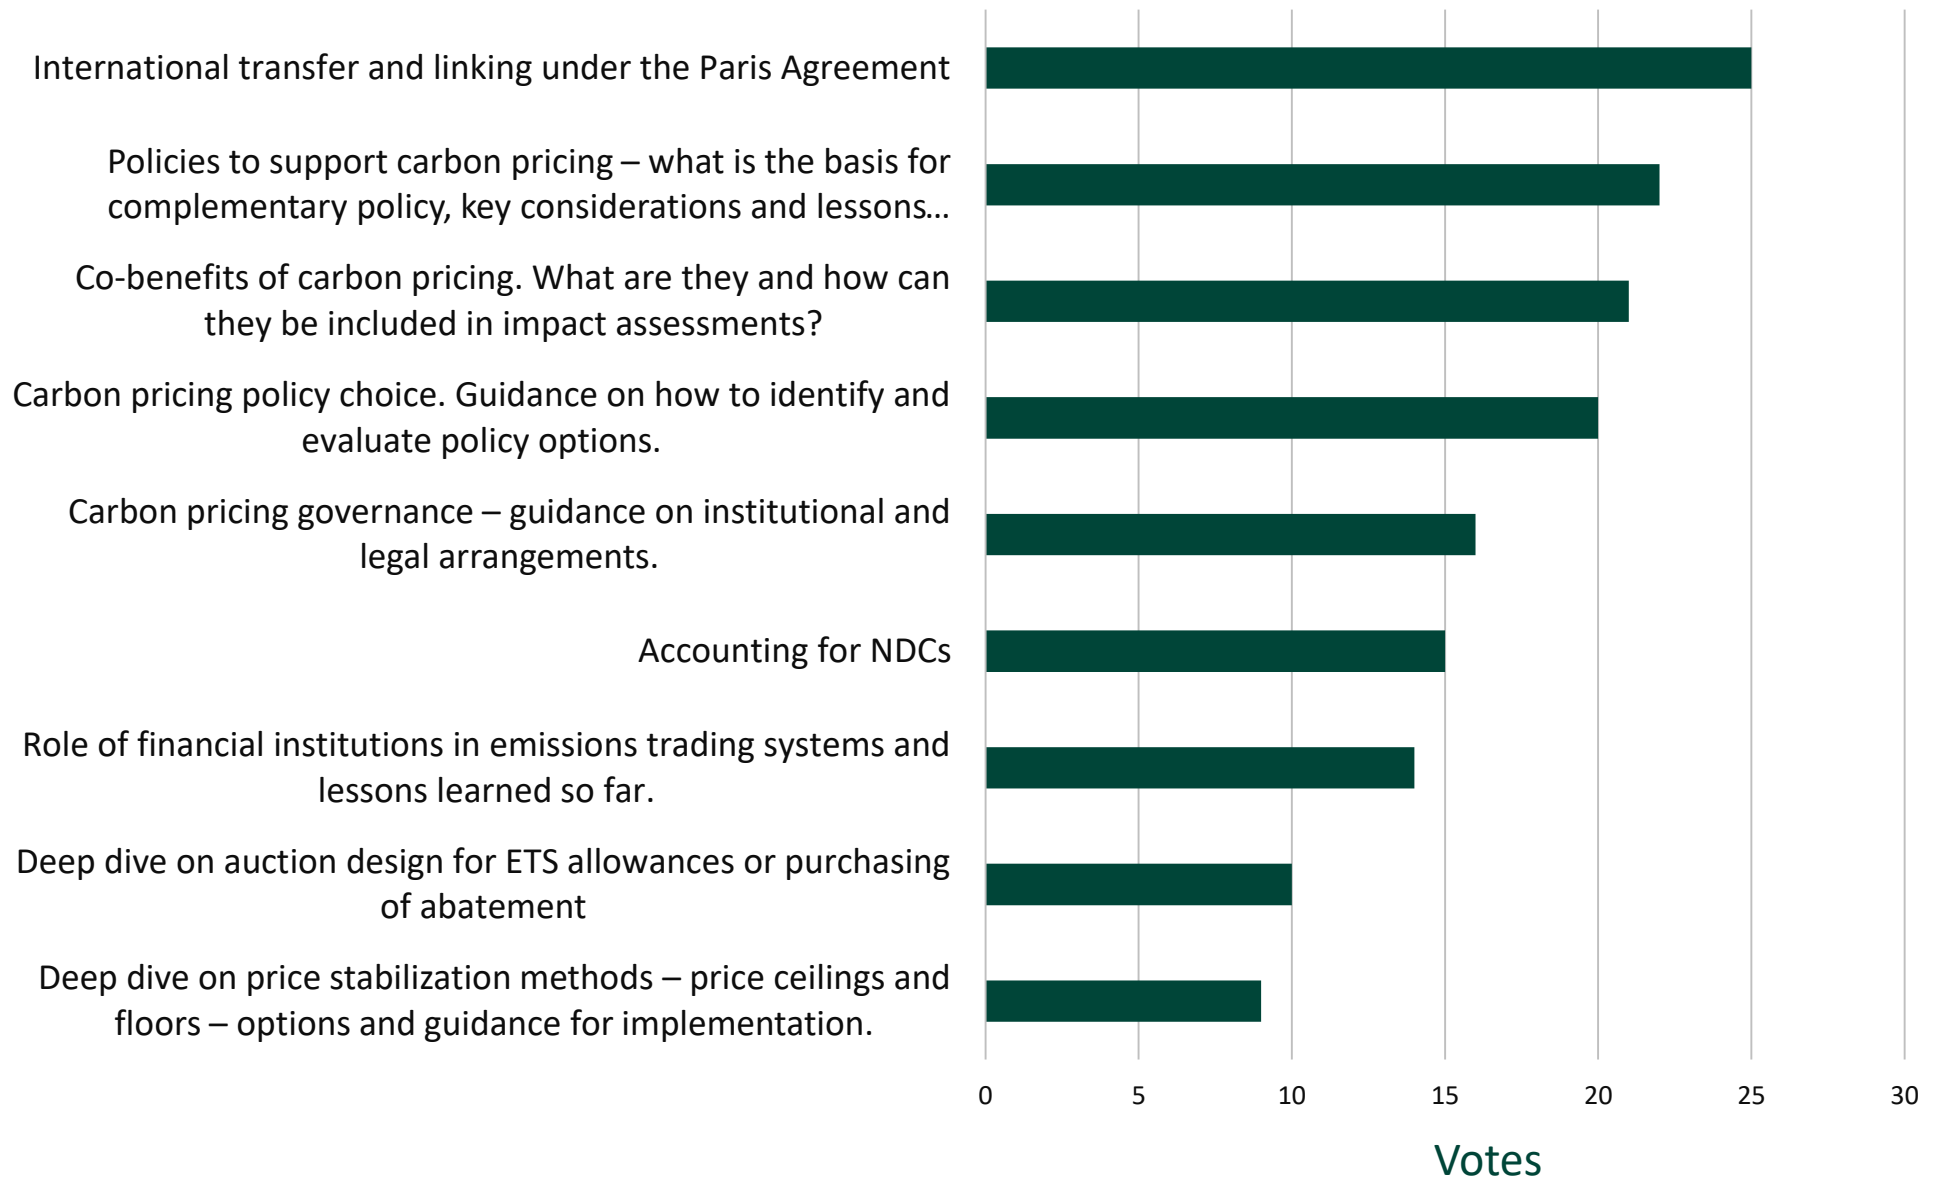 International transfer and linking under the Paris Agreement
Policies to support carbon pricing – what is the basis for
complementary policy, key considerations and lessons…
Co-benefits of carbon pricing. What are they and how can
they be included in impact assessments?
Carbon pricing policy choice. Guidance on how to identify and
evaluate policy options.
Carbon pricing governance – guidance on institutional and
legal arrangements.
Accounting for NDCs
Role of financial institutions in emissions trading systems and
lessons learned so far.
Deep dive on auction design for ETS allowances or purchasing
of abatement
Deep dive on price stabilization methods – price ceilings and
floors – options and guidance for implementation.
0 5 10 15 20 25 30
Votes